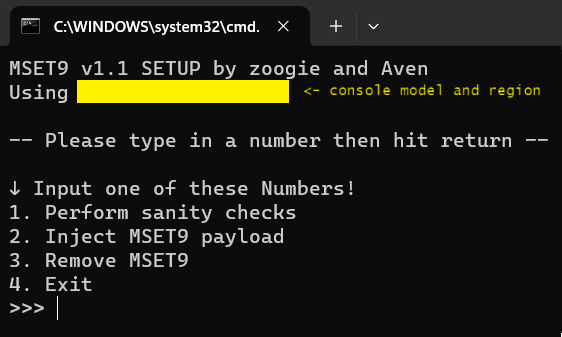 C:\WINDOWS\system32\cmd.
MSET9 v1.1 SETUP by zoogie and Aven
Using <- console model and region
-- Please type in a number then hit return --
↓ Input one of these Numbers!
1. Perform sanity checks
2. Inject MSET9 payload
3. Remove MSET9
4. Exit
>>>